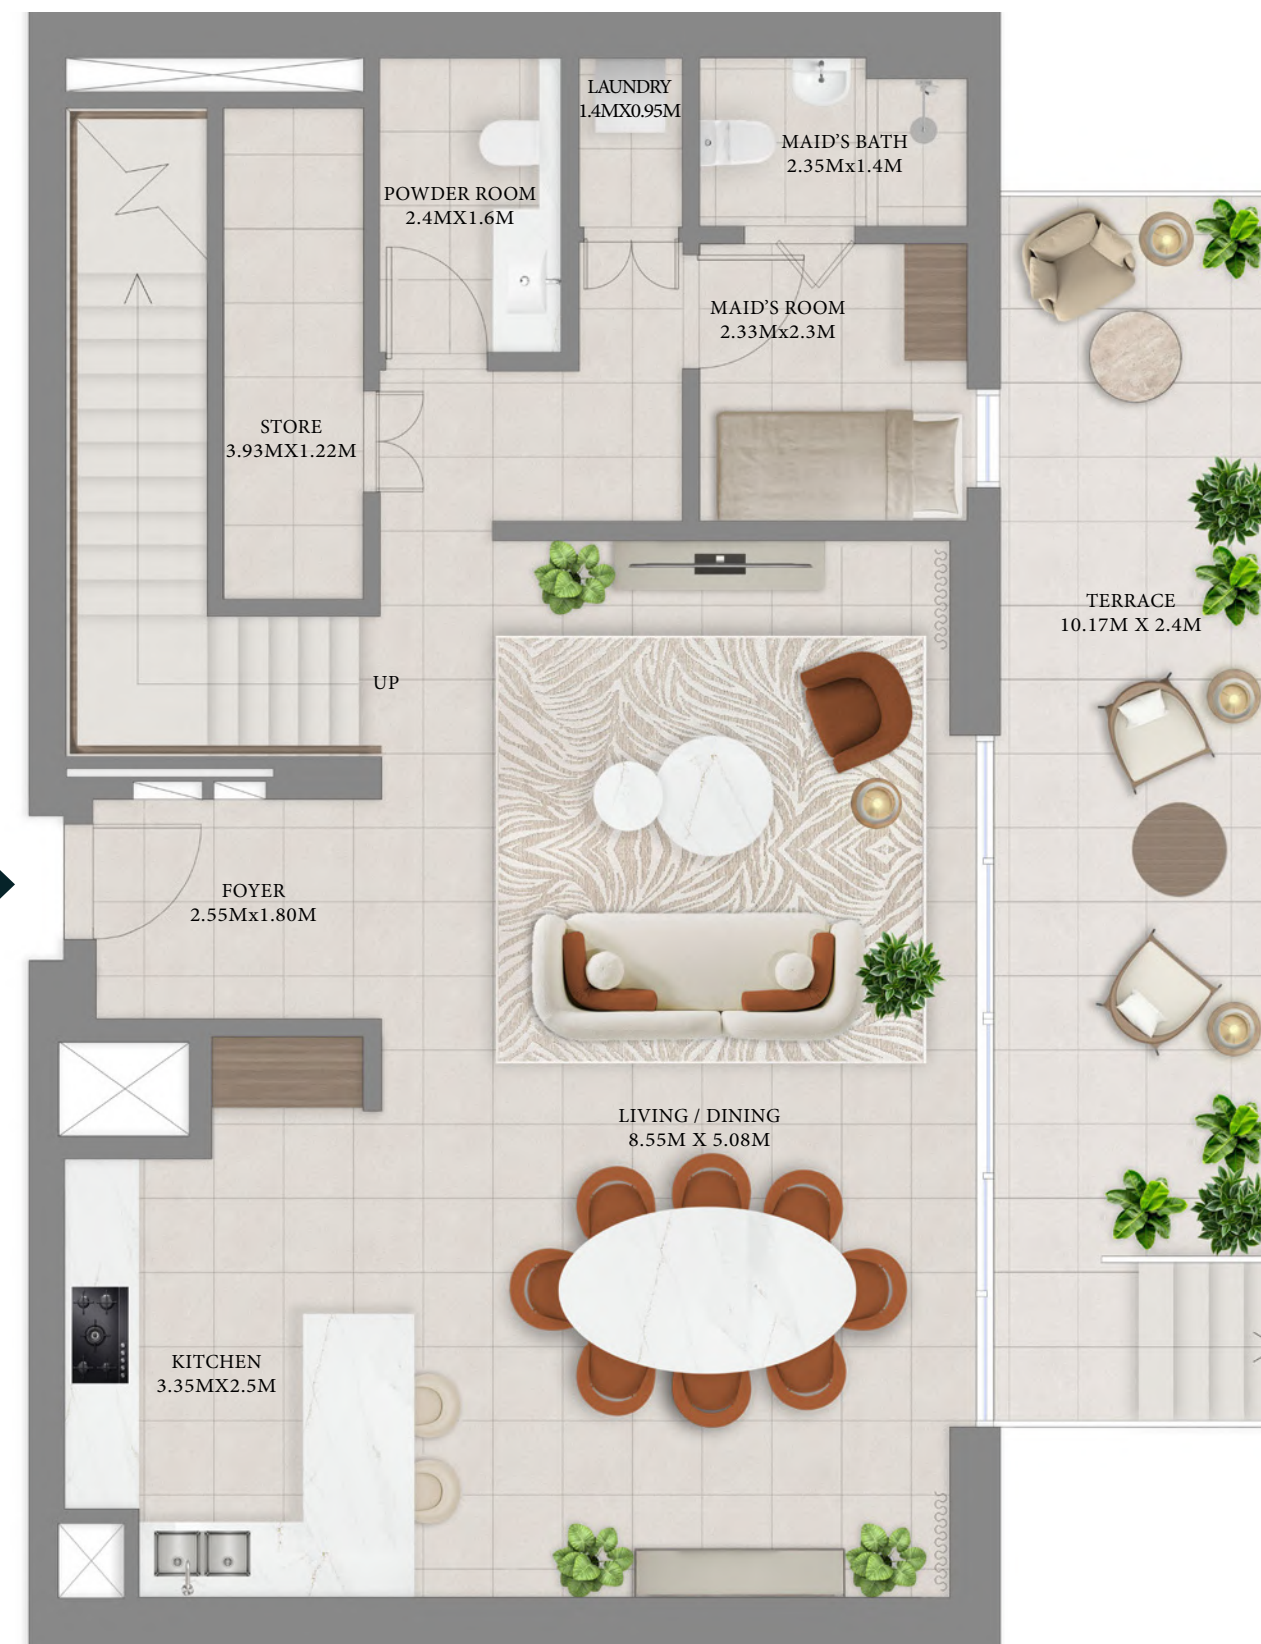 LAUNDRY
1.4MX0.95M
MAID'S BATH
2.35Mx1.4M
POWDER ROOM
2.4MX1.6M
MAID'S ROOM
2.33Mx2.3M
STORE
3.93MX1.22M
TERRACE
10.17M X 2.4M
UP
FOYER
2.55Mx1.80M
LIVING / DINING
8.55M X 5.08M
KITCHEN
3.35MX2.5M